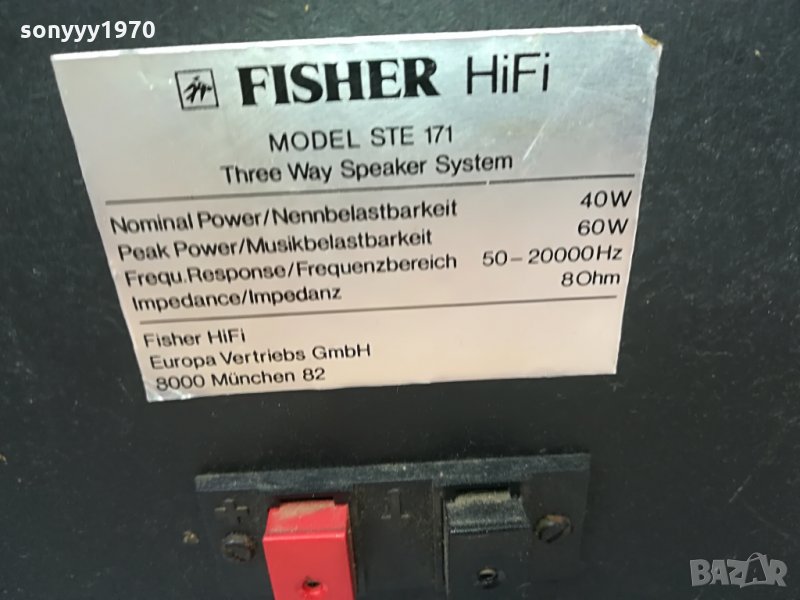 sonyyy1970
FISHER HiFi
MODEL STE 171
Three Way Speaker System
Nominal Power/Nennbelastbarkeit 40W
Peak Power/Musikbelastbarkeit 60W
Frequ.Response/Frequenzbereich 50-20000Hz
Impedance/Impedanz 8Ohm
Fisher HiFi
Europa Vertriebs GmbH
8000 München 82
+ 1
BAZAR